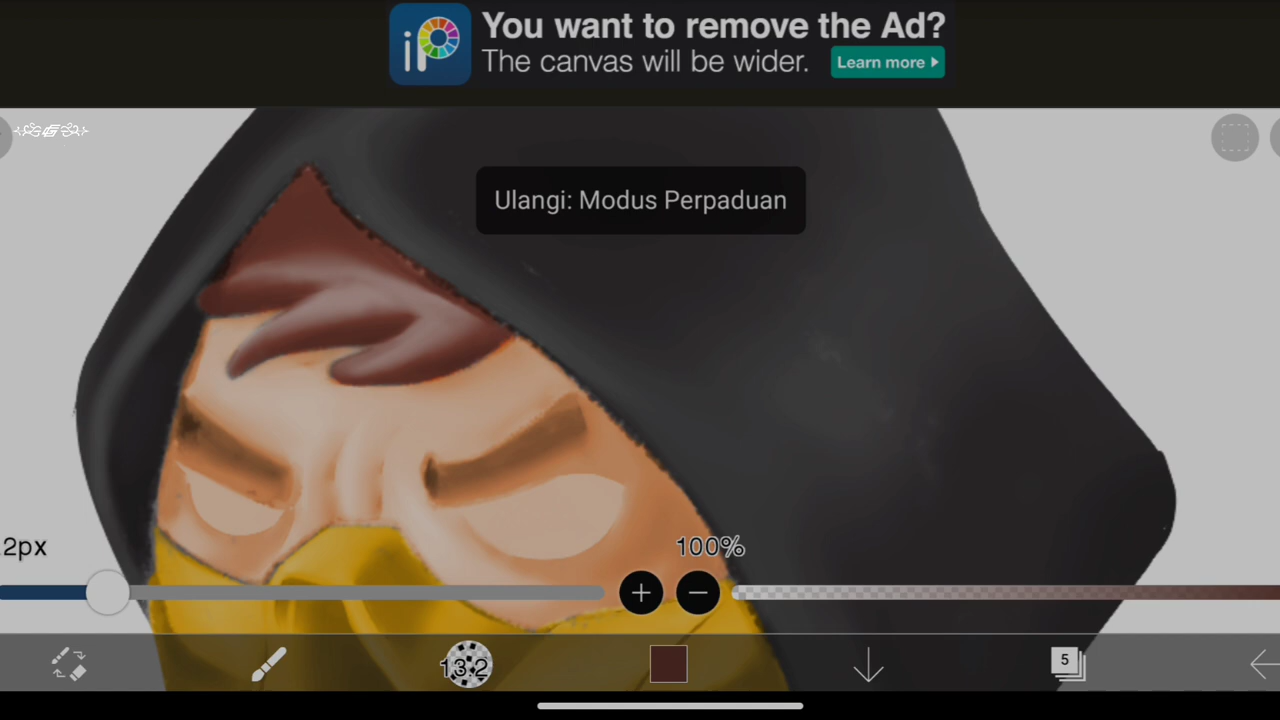 iP
You want to remove the Ad?
The canvas will be wider.
Learn more
Ulangi: Modus Perpaduan
2px
100%
13.2
5